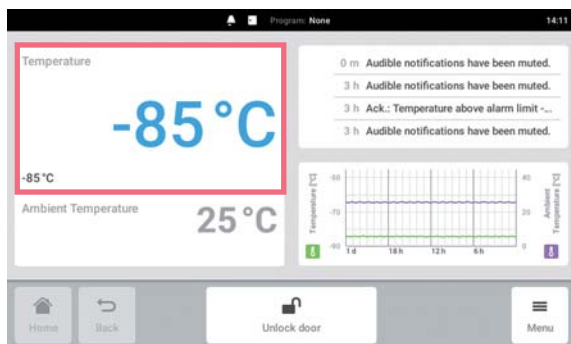 Program: None
14:11
Temperature
-85 °C
-85 °C
Ambient Temperature
25 °C
0 m Audible notifications have been muted.
3 h Audible notifications have been muted.
3 h Ack.: Temperature above alarm limit -...
3 h Audible notifications have been muted.
Temperature [°C]
-60
-70
-80
1 d 18 h 12 h 6 h
40
20
0
Ambient
Temperature [°C]
Home
Back
Unlock door
Menu